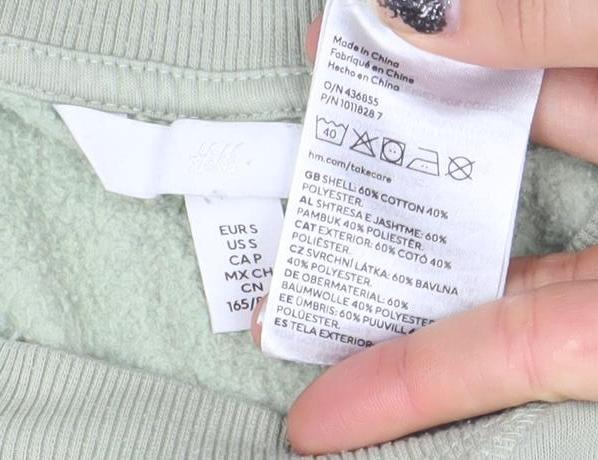 H&M
EUR S
US S
CA P
MX CH
CN
165/
Made in China
Fabriqué en Chine
Hecho en China
O/N 436855
P/N 1011828 7
40
hm.com/takecare
GB SHELL: 60% COTTON 40%
POLYESTER.
AL SHTRESA E JASHTME: 60%
PAMBUK 40% POLIESTER.
CAT EXTERIOR: 60% COTÓ 40%
POLIÈSTER.
CZ SVRCHNÍ LÁTKA: 60% BAVLNA
40% POLYESTER.
DE OBERMATERIAL: 60%
BAUMWOLLE 40% POLYESTER
EE ÜMBRIS: 60% PUUVILL
POLÜESTER.
ES TELA EXTERIOR